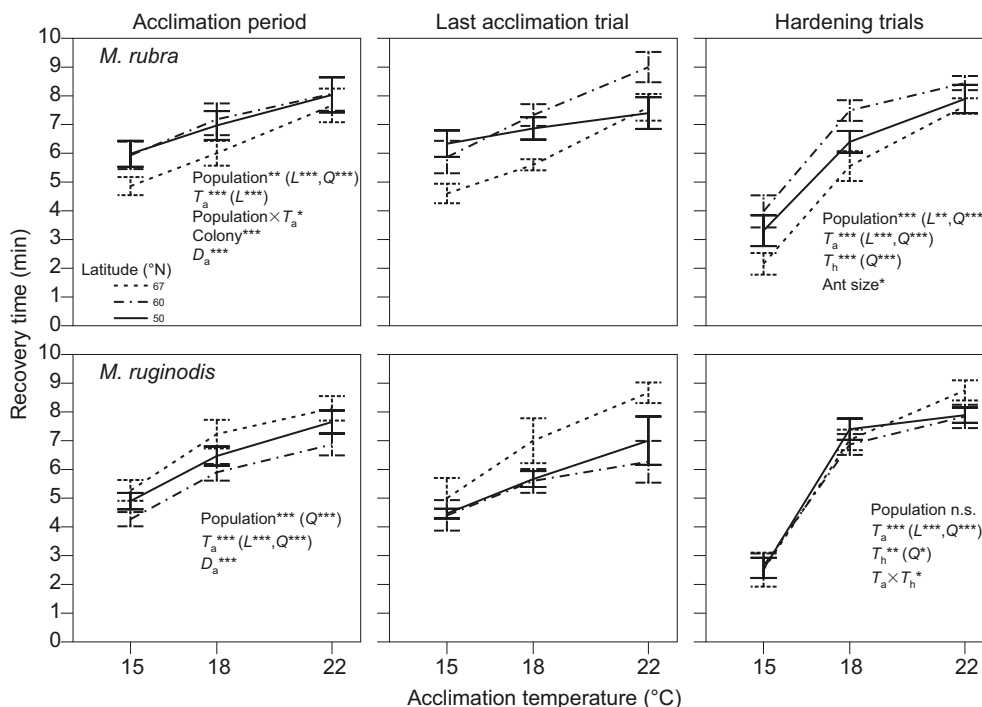 Acclimation period
Last acclimation trial
Hardening trials
Recovery time (min)
10
9
8
7
6
5
4
3
2
1
0
M. rubra
Population** (L***,Q***)
Tₐ*** (L***)
Population×Tₐ*
Colony***
Dₐ***
Latitude (°N)
67
60
50
Population*** (L**,Q***
Tₐ*** (L***,Q***)
Tₕ*** (Q***)
Ant size*
10
9
8
7
6
5
4
3
2
1
0
M. ruginodis
Population*** (Q***)
Tₐ*** (L***,Q***)
Dₐ***
Population n.s.
Tₐ*** (L***,Q***)
Tₕ** (Q*)
Tₐ×Tₕ*
15 18 22
15 18 22
15 18 22
Acclimation temperature (°C)